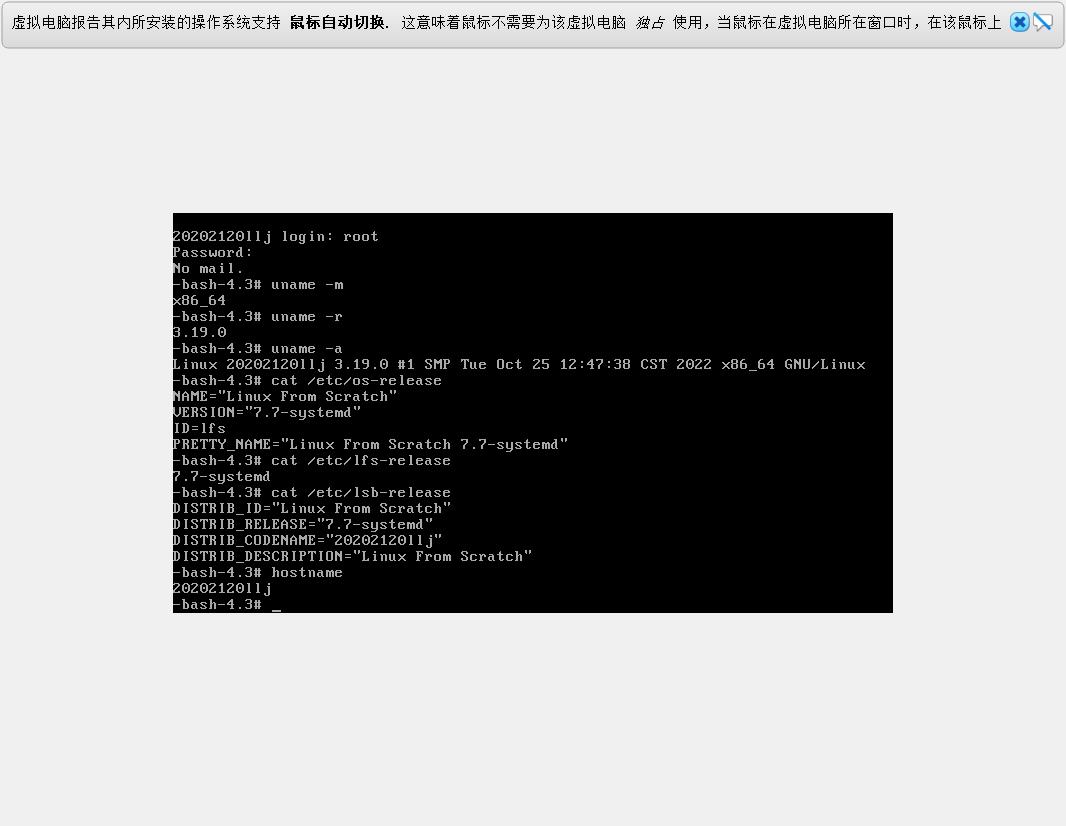 虚拟电脑报告其内所安装的操作系统支持 鼠标自动切换. 这意味着鼠标不需要为该虚拟电脑 独占 使用，当鼠标在虚拟电脑所在窗口时，在该鼠标上
20202120llj login: root
Password:
No mail.
-bash-4.3# uname -m
x86_64
-bash-4.3# uname -r
3.19.0
-bash-4.3# uname -a
Linux 20202120llj 3.19.0 #1 SMP Tue Oct 25 12:47:38 CST 2022 x86_64 GNU/Linux
-bash-4.3# cat /etc/os-release
NAME="Linux From Scratch"
VERSION="7.7-systemd"
ID=lfs
PRETTY_NAME="Linux From Scratch 7.7-systemd"
-bash-4.3# cat /etc/lfs-release
7.7-systemd
-bash-4.3# cat /etc/lsb-release
DISTRIB_ID="Linux From Scratch"
DISTRIB_RELEASE="7.7-systemd"
DISTRIB_CODENAME="20202120llj"
DISTRIB_DESCRIPTION="Linux From Scratch"
-bash-4.3# hostname
20202120llj
-bash-4.3# _